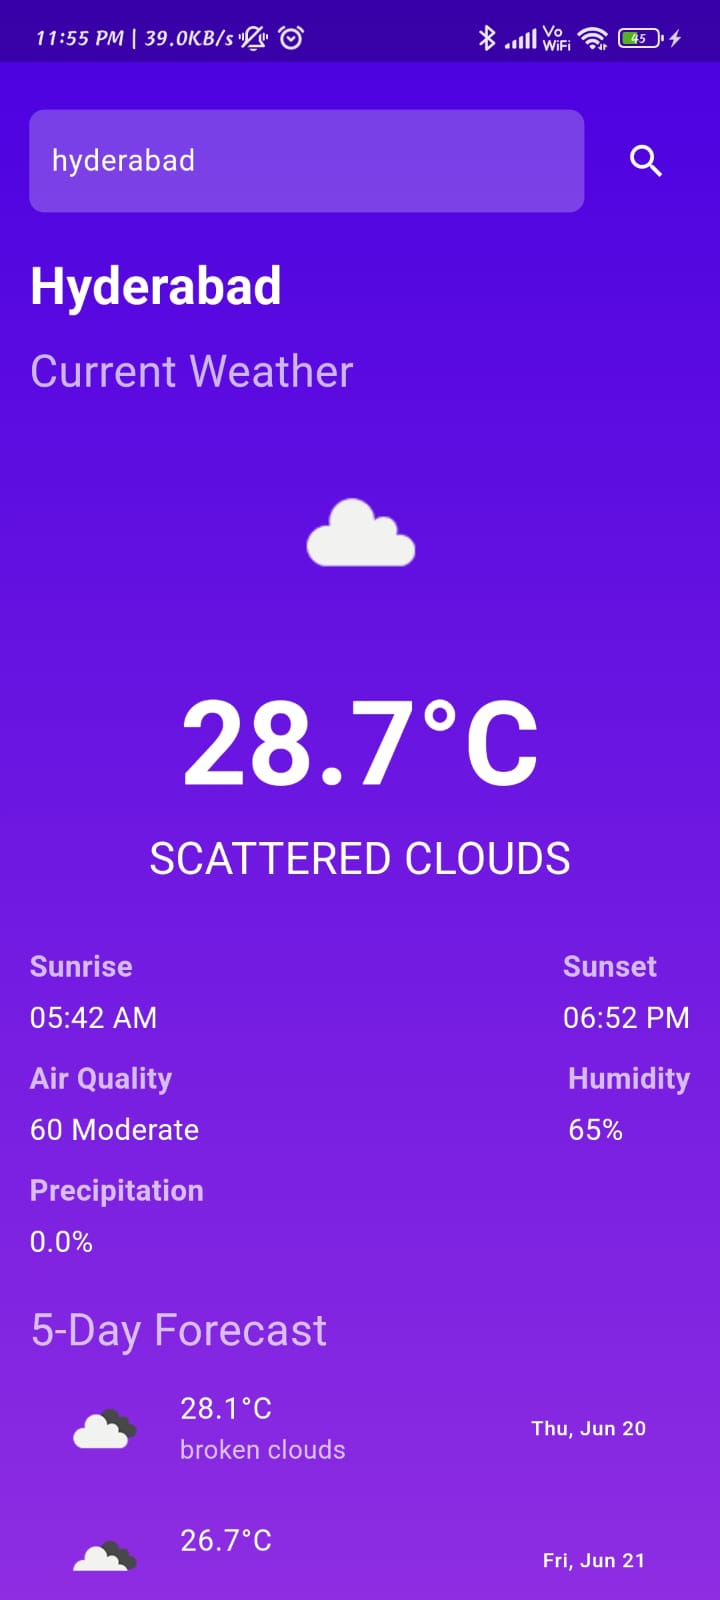 11:55 PM | 39.0KB/s Vo WiFi 45
hyderabad
Hyderabad
Current Weather
28.7°C
SCATTERED CLOUDS
Sunrise Sunset
05:42 AM 06:52 PM
Air Quality Humidity
60 Moderate 65%
Precipitation
0.0%
5-Day Forecast
28.1°C
broken clouds
Thu, Jun 20
26.7°C
Fri, Jun 21